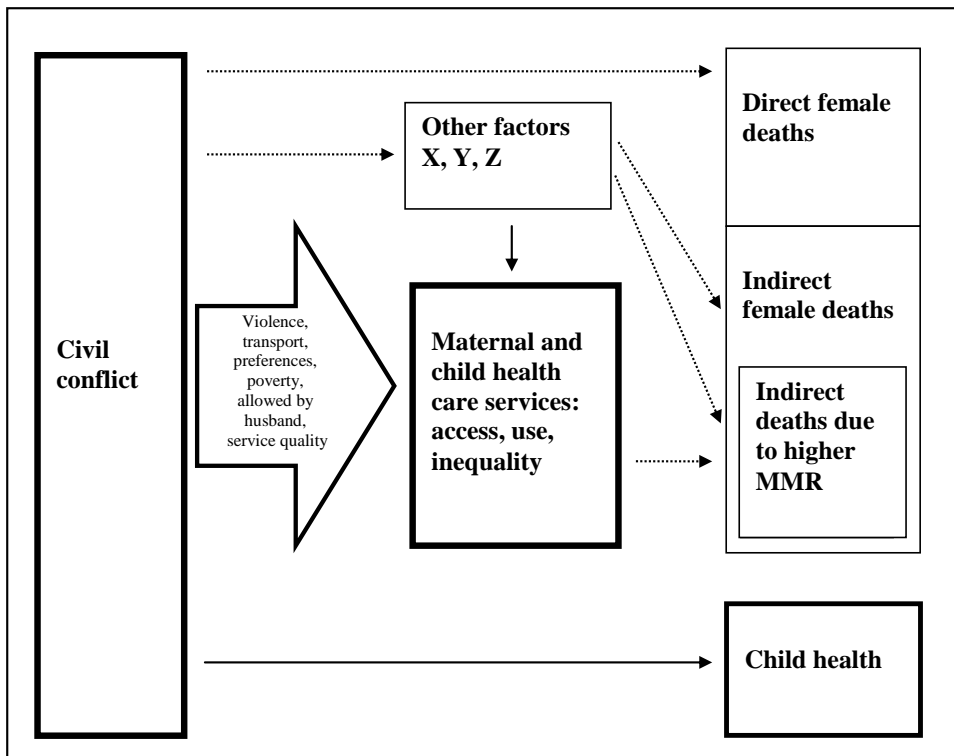 Civil
conflict
Violence,
transport,
preferences,
poverty,
allowed by
husband,
service quality
Other factors
X, Y, Z
Maternal and
child health
care services:
access, use,
inequality
Direct female
deaths
Indirect
female deaths
Indirect
deaths due
to higher
MMR
Child health